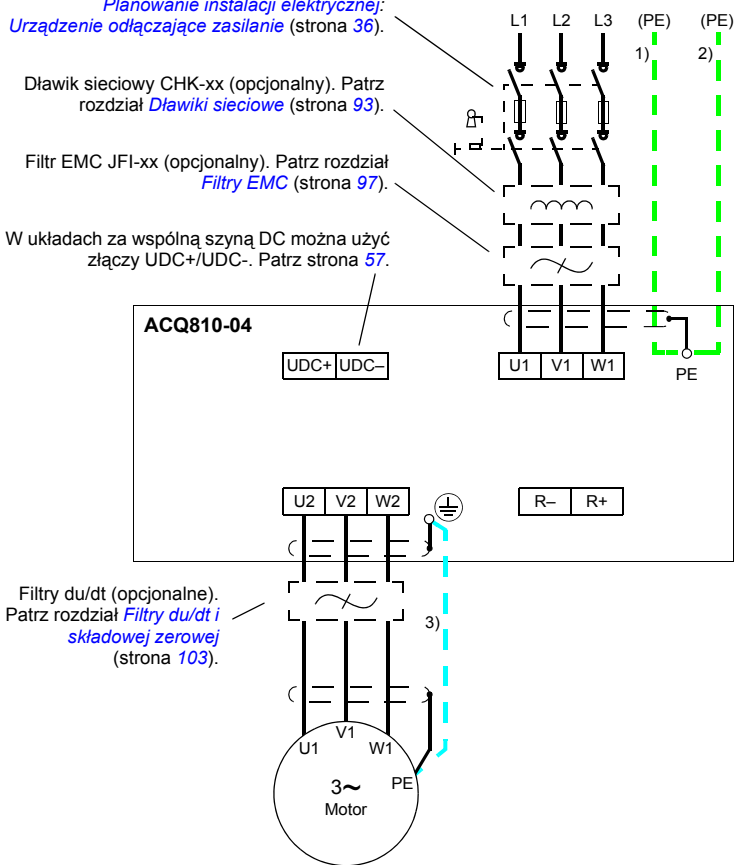 Planowanie instalacji elektrycznej:
Urządzenie odłączające zasilanie (strona 36).
L1 L2 L3 (PE) (PE)
1) 2)
Dławik sieciowy CHK-xx (opcjonalny). Patrz
rozdział Dławiki sieciowe (strona 93).
Filtr EMC JFI-xx (opcjonalny). Patrz rozdział
Filtry EMC (strona 97).
W układach za wspólną szyną DC można użyć
złączy UDC+/UDC-. Patrz strona 57.
ACQ810-04
UDC+ UDC–
U1 V1 W1
PE
U2 V2 W2
R– R+
Filtry du/dt (opcjonalne).
Patrz rozdział Filtry du/dt i
składowej zerowej
(strona 103).
3)
U1 V1 W1
PE
3~
Motor